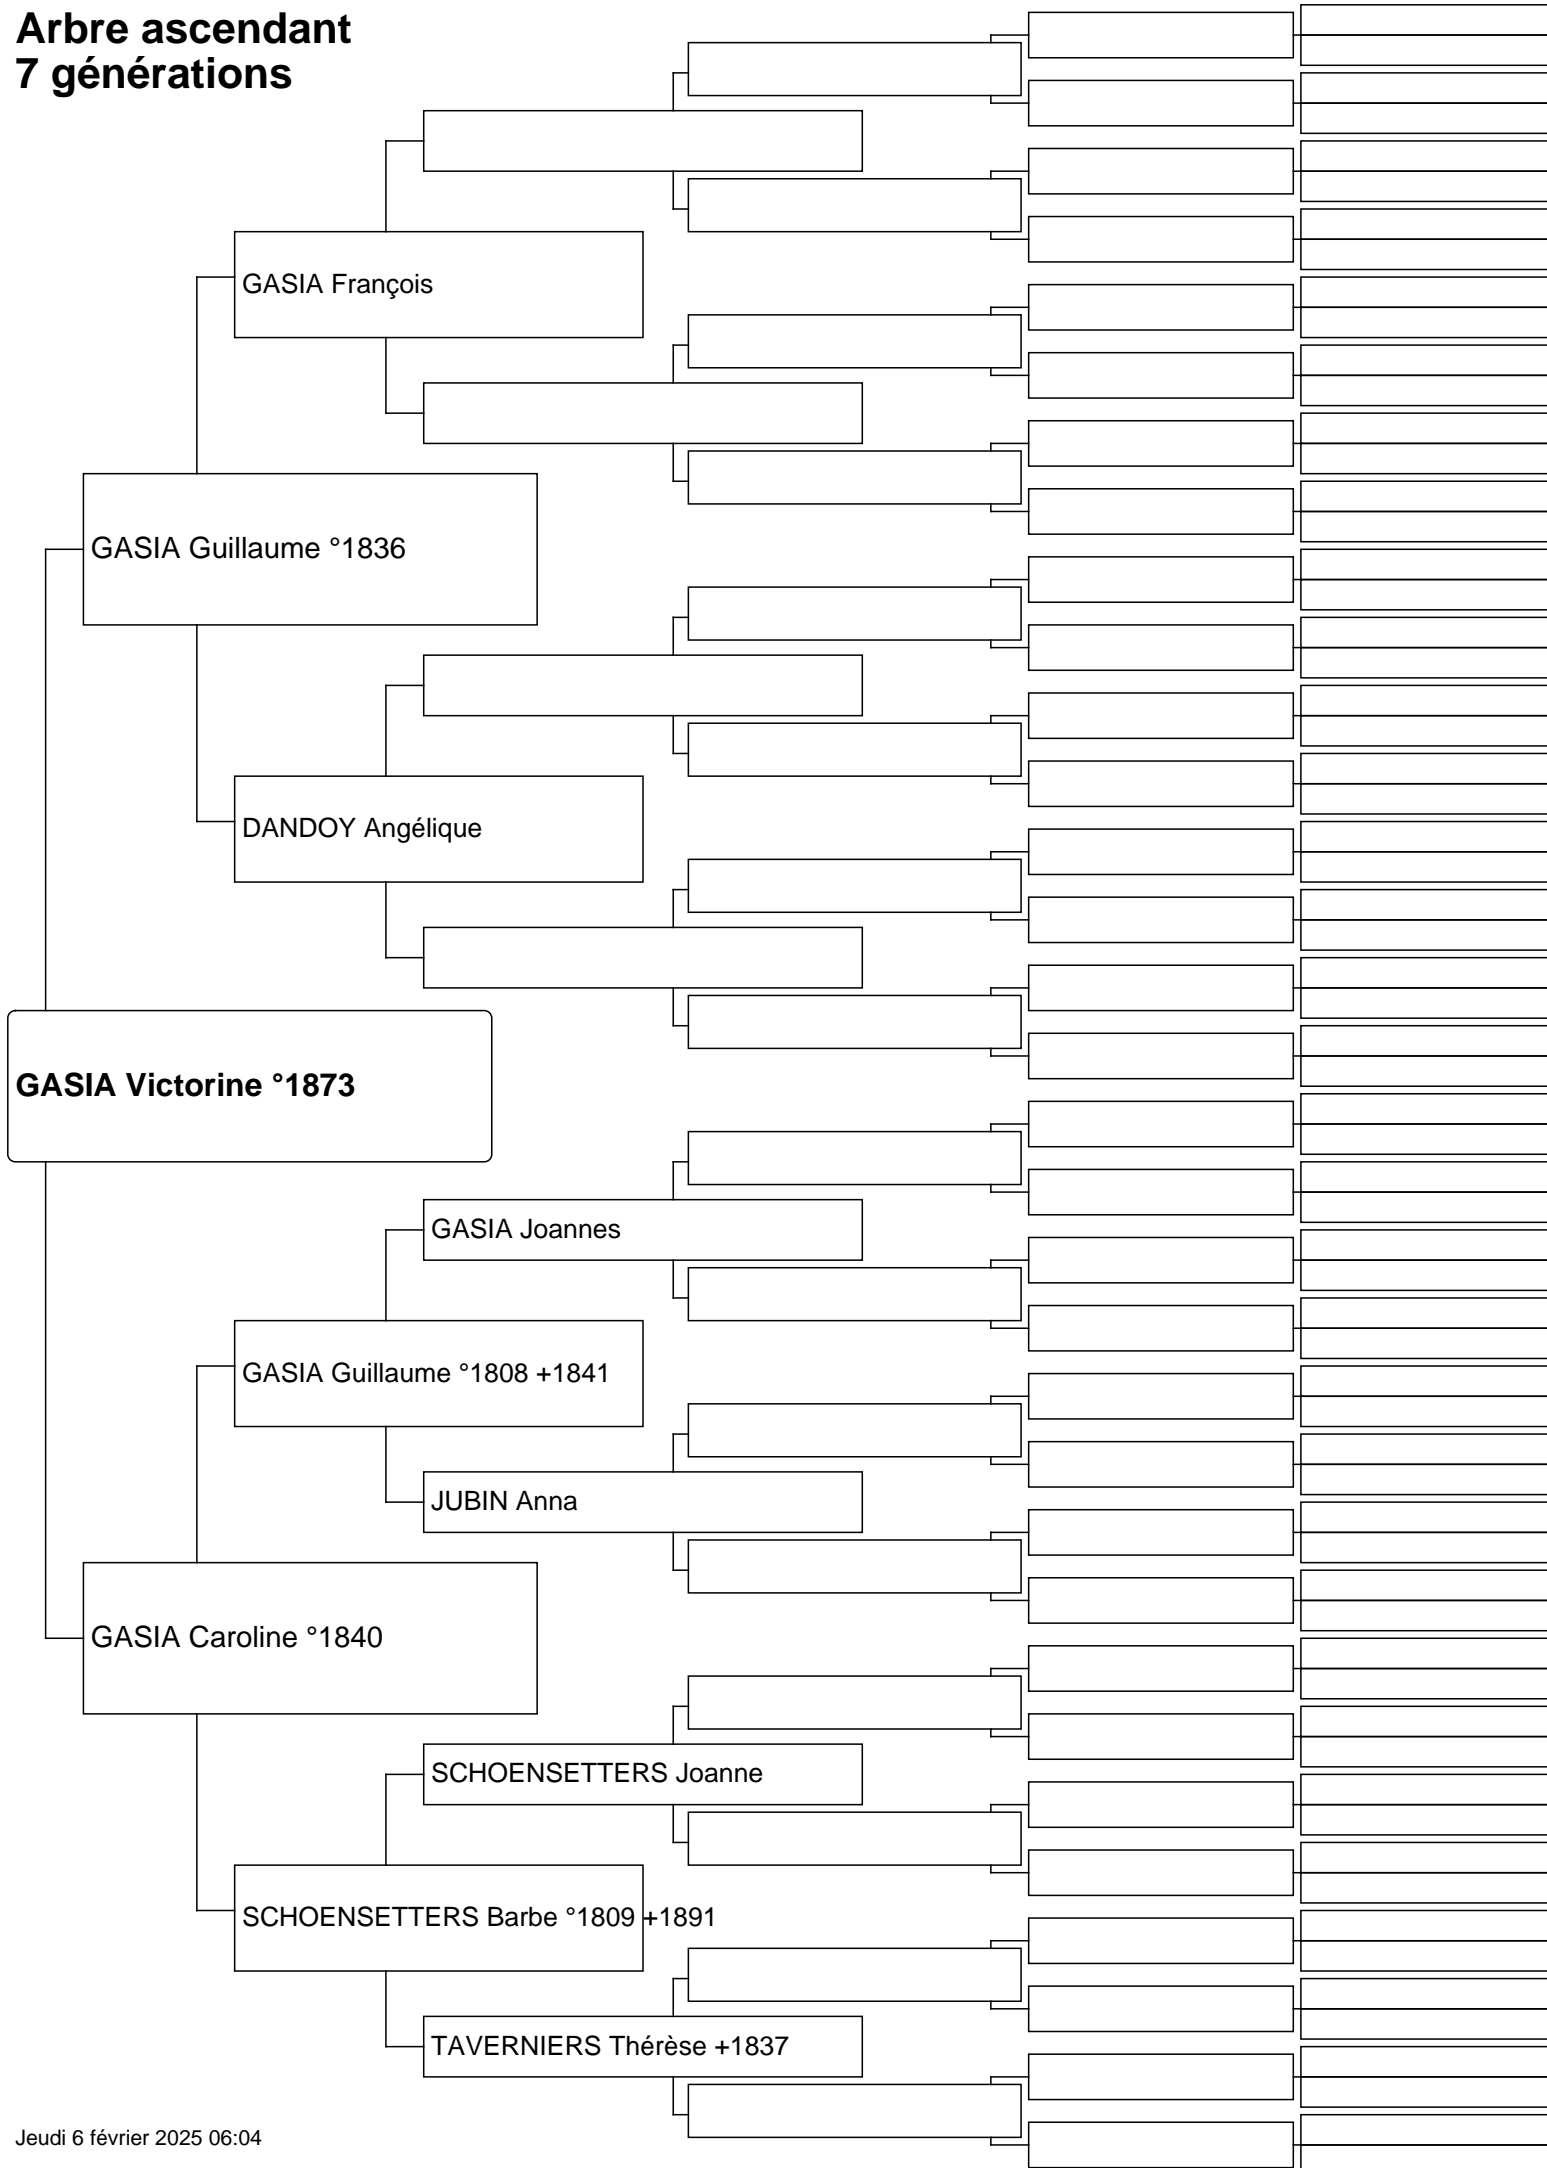 Arbre ascendant
7 générations
GASIA François
GASIA Guillaume °1836
DANDOY Angélique
GASIA Victorine °1873
GASIA Joannes
GASIA Guillaume °1808 +1841
JUBIN Anna
GASIA Caroline °1840
SCHOENSETTERS Joanne
SCHOENSETTERS Barbe °1809 +1891
TAVERNIERS Thérèse +1837
Jeudi 6 février 2025 06:04